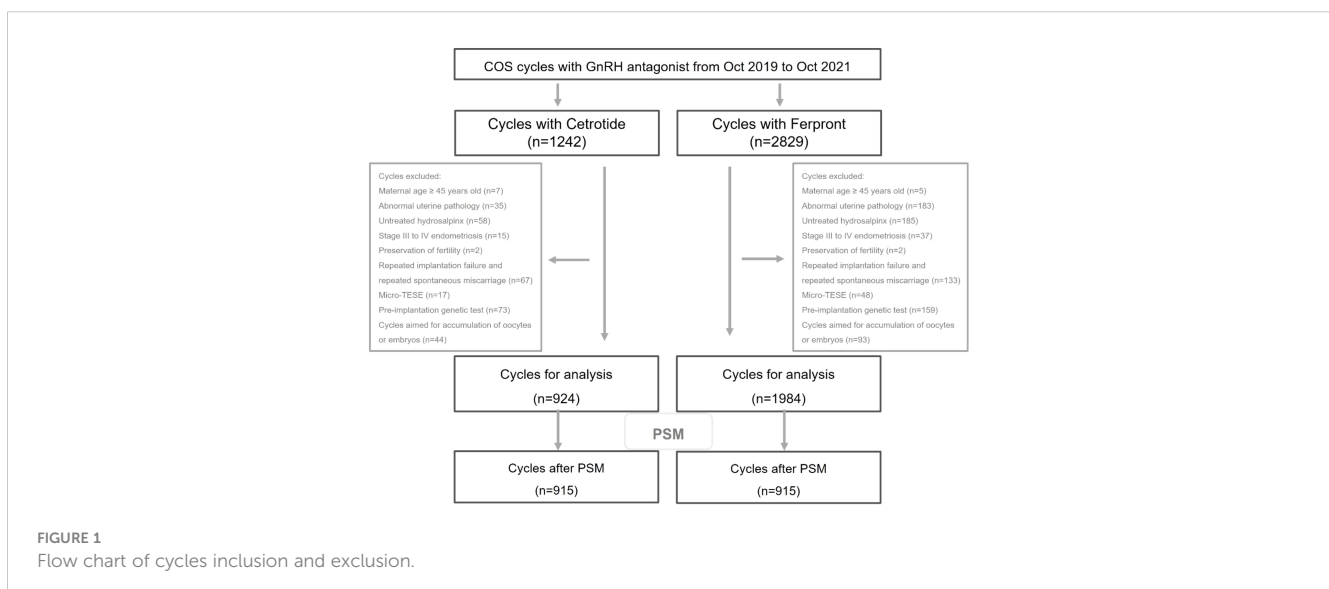 COS cycles with GnRH antagonist from Oct 2019 to Oct 2021
Cycles with Cetrotide
(n=1242)
Cycles with Ferpront
(n=2829)
Cycles excluded:
Maternal age ≥ 45 years old (n=7)
Abnormal uterine pathology (n=35)
Untreated hydrosalpinx (n=58)
Stage III to IV endometriosis (n=15)
Preservation of fertility (n=2)
Repeated implantation failure and
repeated spontaneous miscarriage (n=67)
Micro-TESE (n=17)
Pre-implantation genetic test (n=73)
Cycles aimed for accumulation of oocytes
or embryos (n=44)
Cycles excluded:
Maternal age ≥ 45 years old (n=5)
Abnormal uterine pathology (n=183)
Untreated hydrosalpinx (n=185)
Stage III to IV endometriosis (n=37)
Preservation of fertility (n=2)
Repeated implantation failure and
repeated spontaneous miscarriage (n=133)
Micro-TESE (n=48)
Pre-implantation genetic test (n=159)
Cycles aimed for accumulation of oocytes
or embryos (n=93)
Cycles for analysis
(n=924)
Cycles for analysis
(n=1984)
PSM
Cycles after PSM
(n=915)
Cycles after PSM
(n=915)
FIGURE 1
Flow chart of cycles inclusion and exclusion.